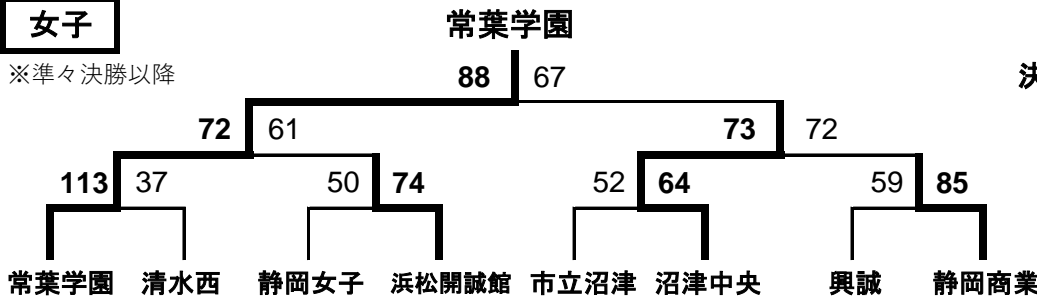 女子
常葉学園
※準々決勝以降
88 67
決
72 61 73 72
113 37 50 74 52 64 59 85
常葉学園 清水西 静岡女子 浜松開誠館 市立沼津 沼津中央 興誠 静岡商業